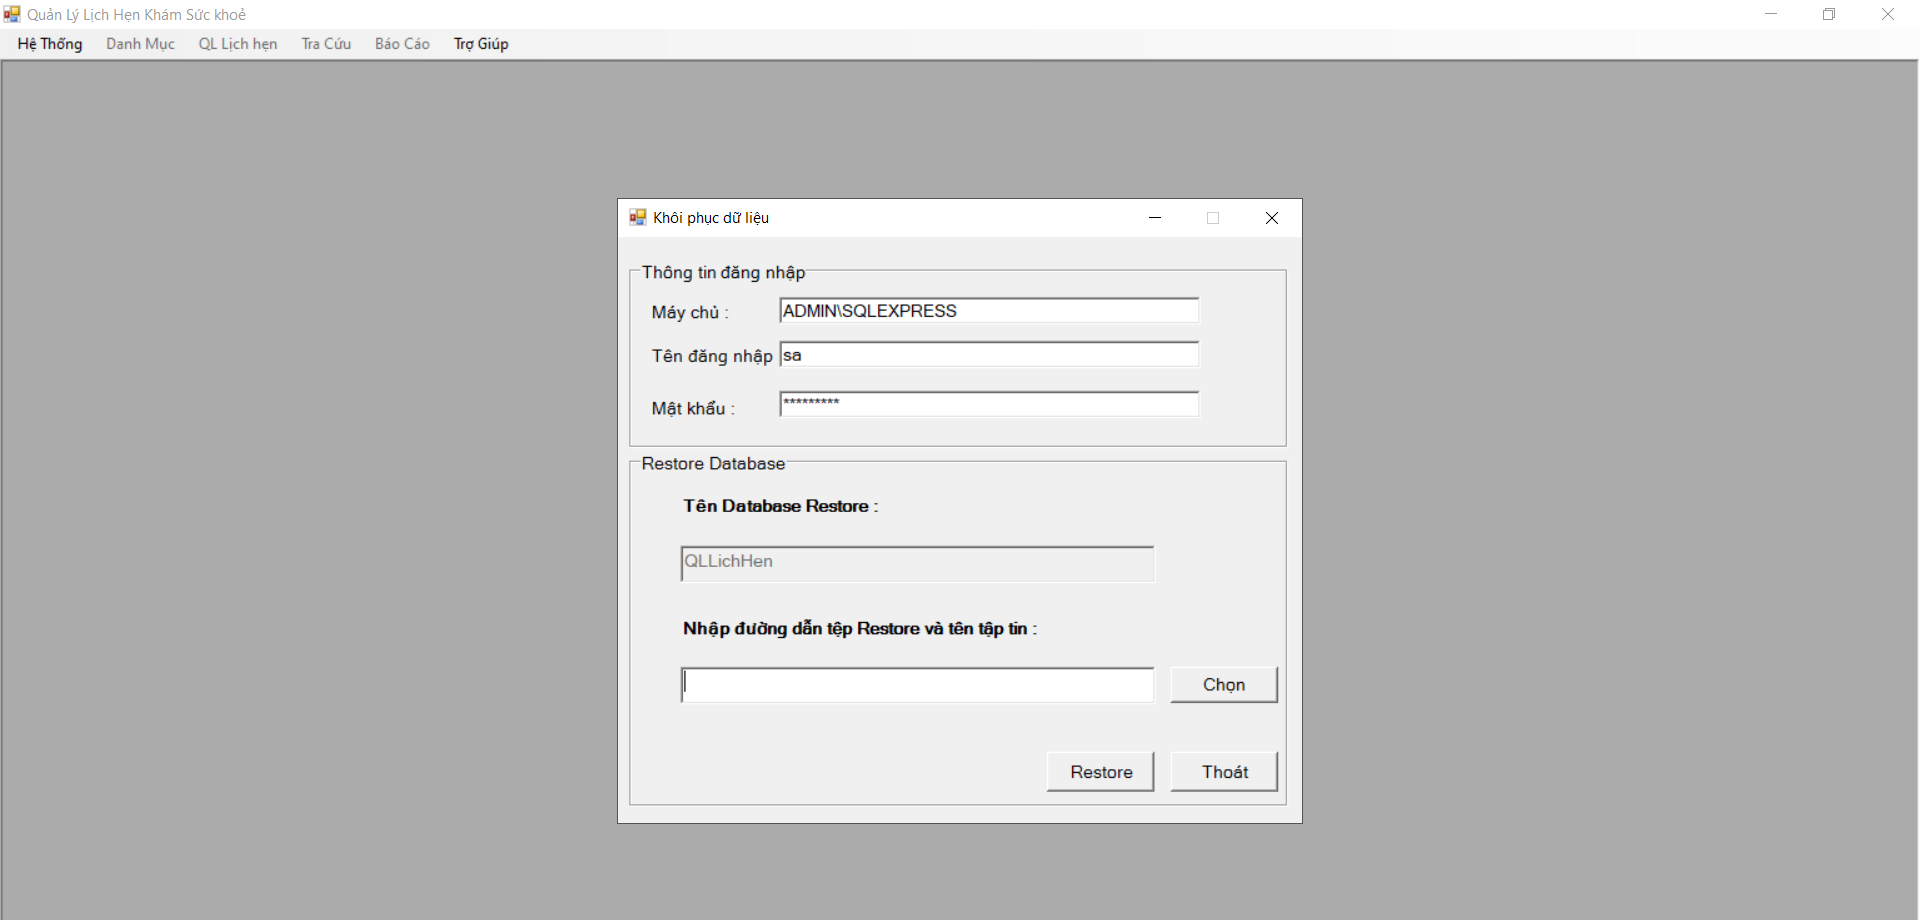 Quản Lý Lịch Hẹn Khám Sức khoẻ
Hệ Thống Danh Mục QL Lịch hẹn Tra Cứu Báo Cáo Trợ Giúp
Khôi phục dữ liệu
Thông tin đăng nhập
Máy chủ : ADMIN\SQLEXPRESS
Tên đăng nhập sa
Mật khẩu : *********
Restore Database
Tên Database Restore :
QLLichHen
Nhập đường dẫn tệp Restore và tên tập tin :
Chọn
Restore Thoát